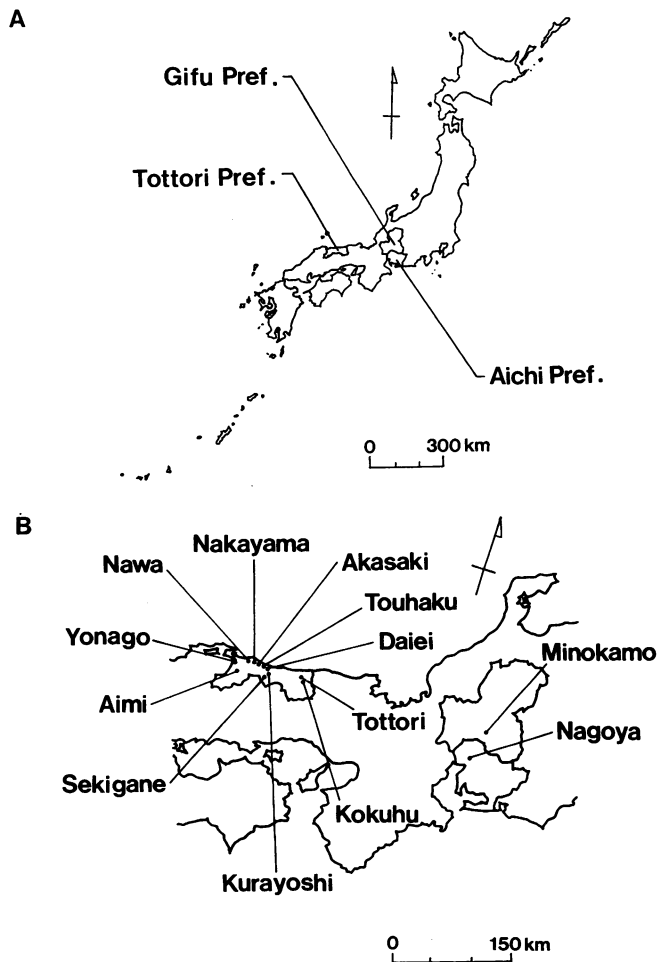 A
Gifu Pref.
Tottori Pref.
Aichi Pref.
0 300 km
B
Nakayama
Nawa
Akasaki
Touhaku
Yonago
Daiei
Minokamo
Aimi
Tottori
Nagoya
Sekigane
Kokuhu
Kurayoshi
0 150 km